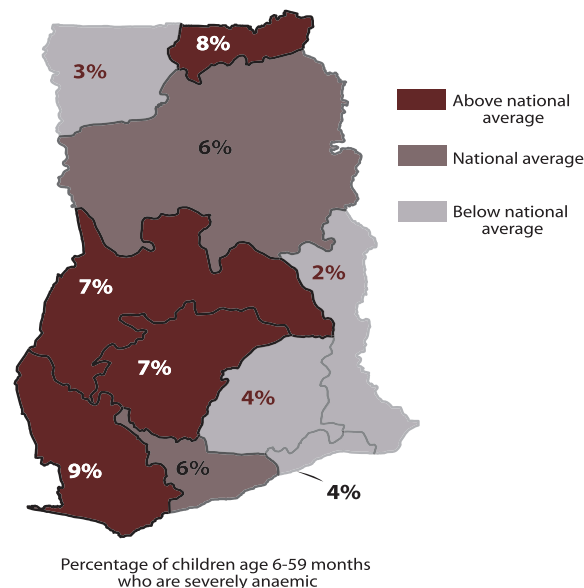 8%
3%
Above national
average
6%
National average
Below national
average
2%
7%
7%
4%
9%
6%
4%
Percentage of children age 6-59 months
who are severely anaemic